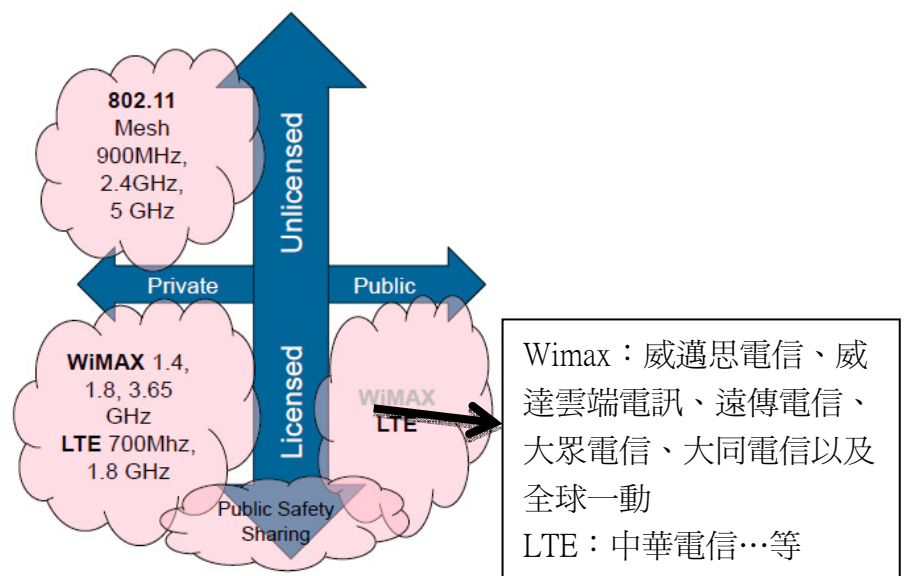 802.11
Mesh
900MHz,
2.4GHz,
5 GHz
Unlicensed
Private
Public
WiMAX 1.4,
1.8, 3.65
GHz
LTE 700Mhz,
1.8 GHz
Licensed
WiMAX
LTE
Public Safety
Sharing
Wimax：威邁思電信、威
達雲端電訊、遠傳電信、
大眾電信、大同電信以及
全球一動
LTE：中華電信…等